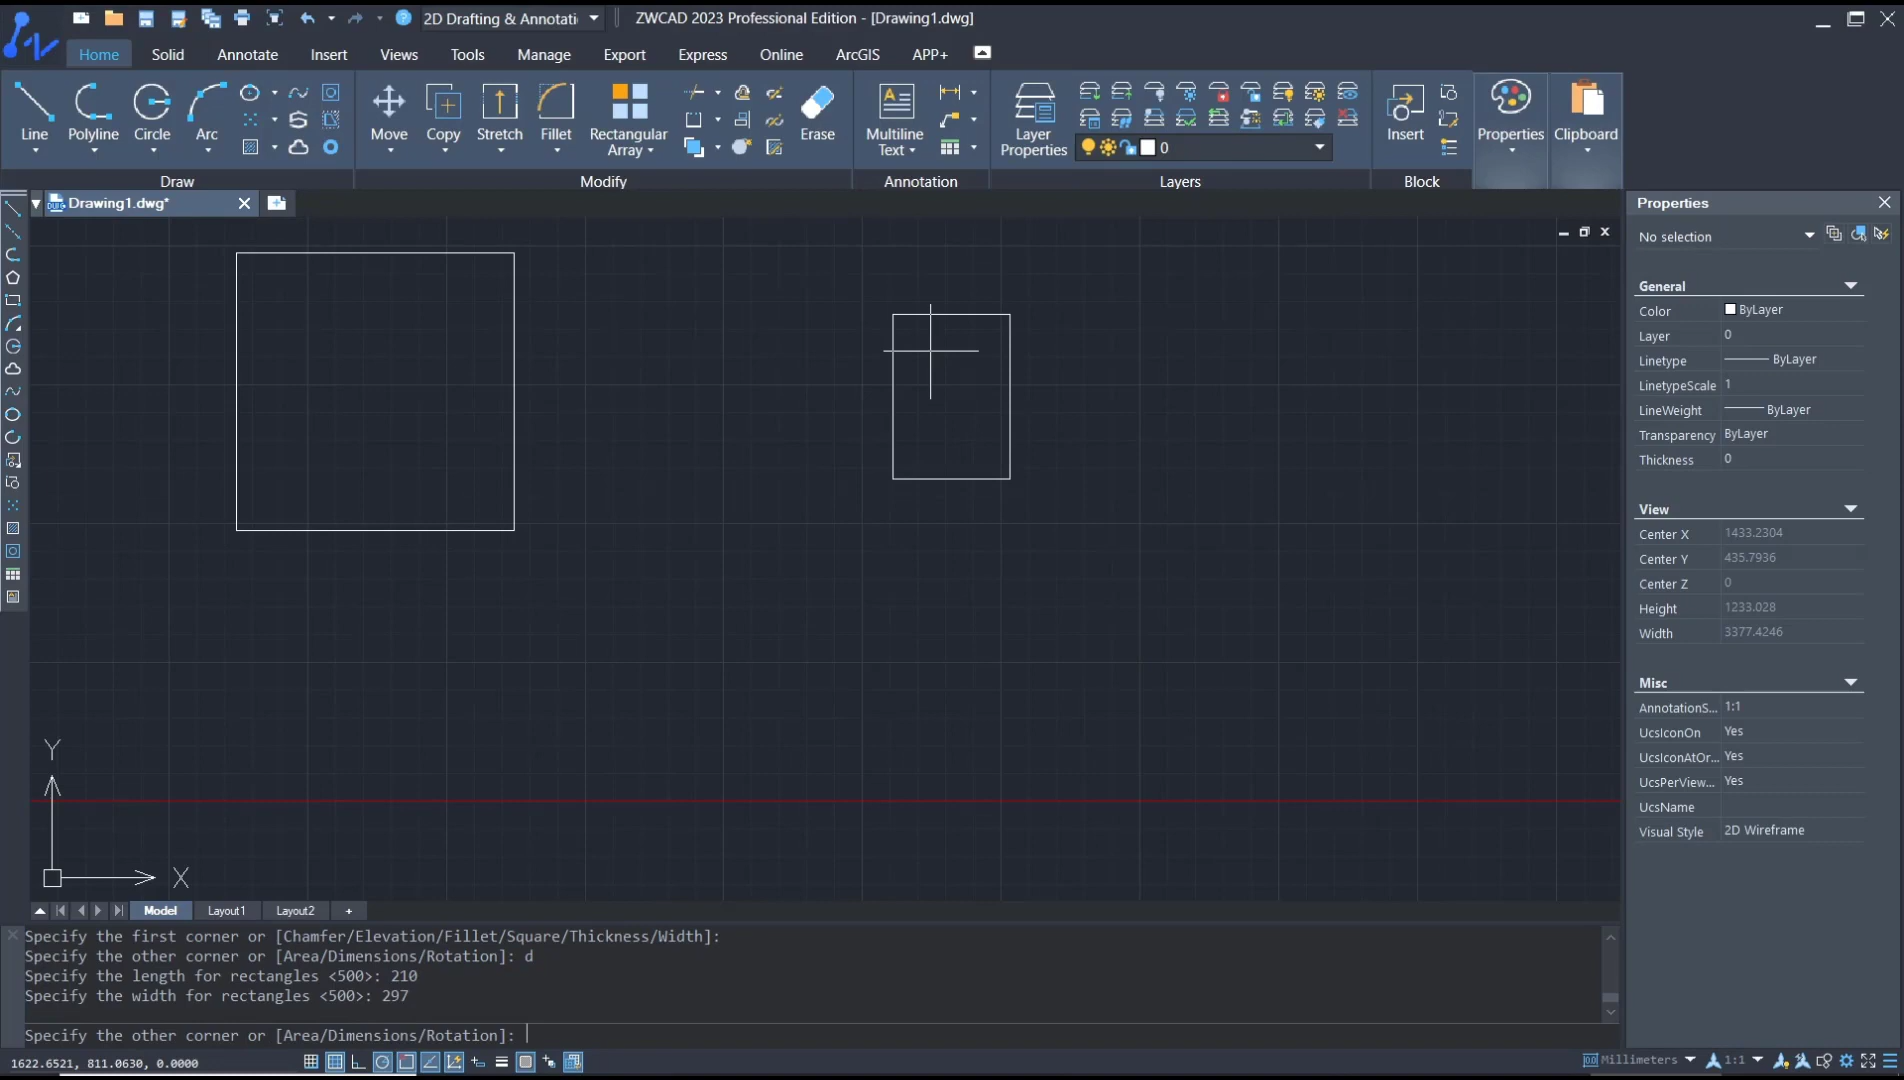 2D Drafting & Annotati
ZWCAD 2023 Professional Edition - [Drawing1.dwg]
Home Solid Annotate Insert Views Tools Manage Export Express Online ArcGIS APP+
Line Polyline Circle Arc
Move Copy Stretch Fillet Rectangular Array Erase
Multiline Text
Layer Properties
0
Insert Properties Clipboard
Draw Modify Annotation Layers Block
Drawing1.dwg*
Properties
No selection
General
Color ByLayer
Layer 0
Linetype ByLayer
LinetypeScale 1
LineWeight ByLayer
Transparency ByLayer
Thickness 0
View
Center X 1433.2304
Center Y 435.7936
Center Z 0
Height 1233.028
Width 3377.4246
Misc
AnnotationS... 1:1
UcsIconOn Yes
UcsIconAtOr... Yes
UcsPerView... Yes
UcsName
Visual Style 2D Wireframe
Y
X
Model Layout1 Layout2 +
Specify the first corner or [Chamfer/Elevation/Fillet/Square/Thickness/Width]:
Specify the other corner or [Area/Dimensions/Rotation]: d
Specify the length for rectangles <500>: 210
Specify the width for rectangles <500>: 297
Specify the other corner or [Area/Dimensions/Rotation]:
1622.6521, 811.0630, 0.0000
Millimeters 1:1